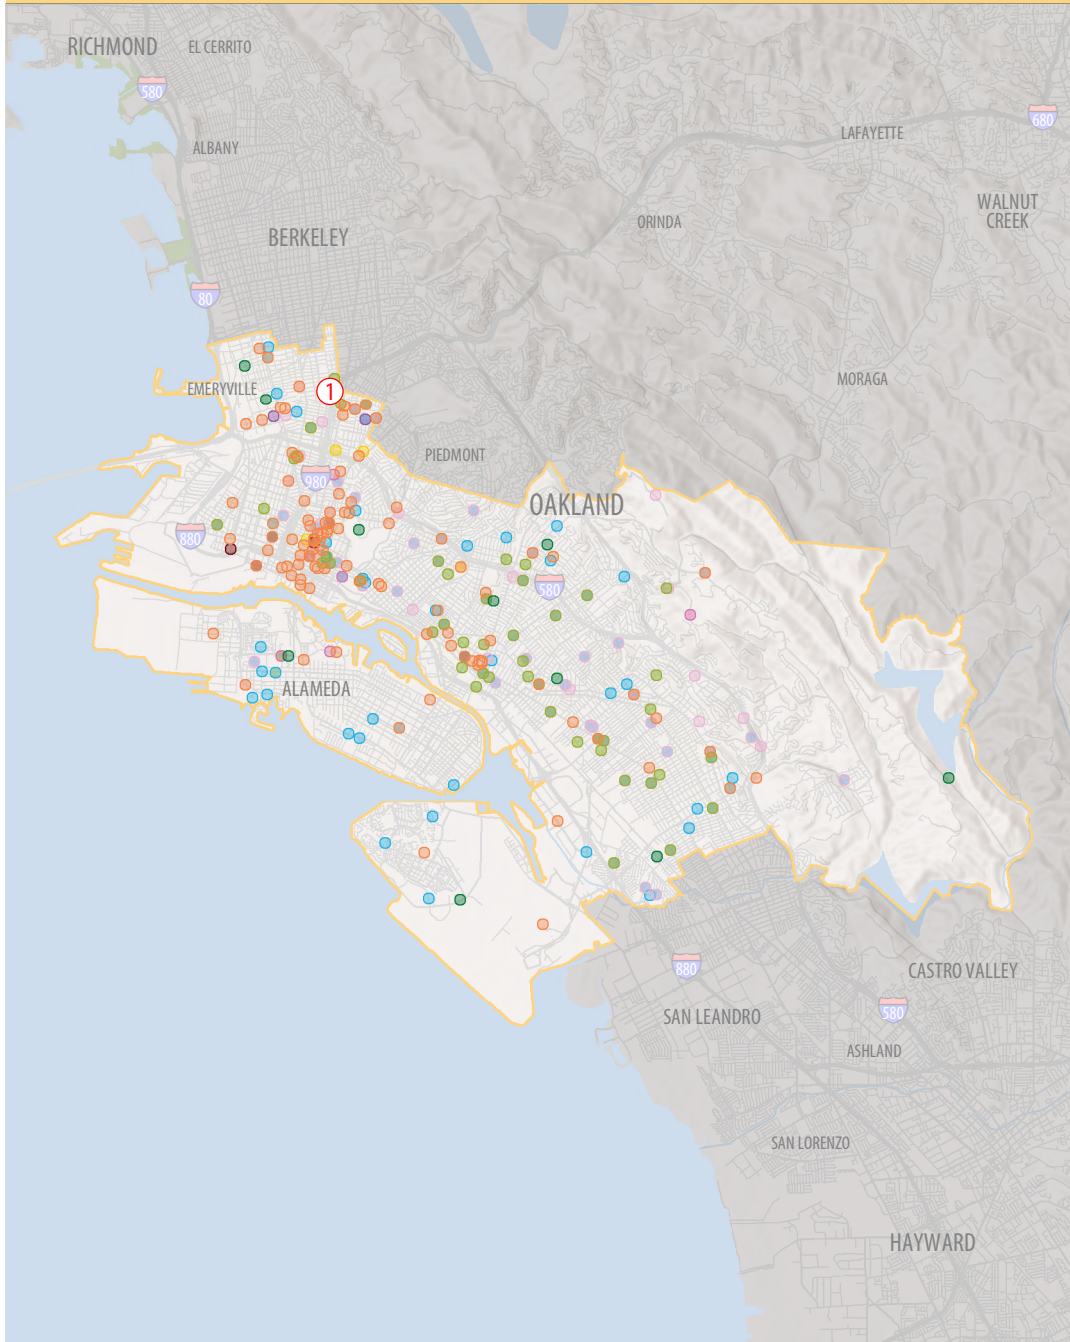 RICHMOND
EL CERRITO
580
680
LAFAYETTE
ALBANY
WALNUT
CREEK
ORINDA
BERKELEY
80
MORAGA
EMERYVILLE
1
PIEDMONT
980
OAKLAND
880
580
ALAMEDA
880
CASTRO VALLEY
580
SAN LEANDRO
ASHLAND
SAN LORENZO
HAYWARD